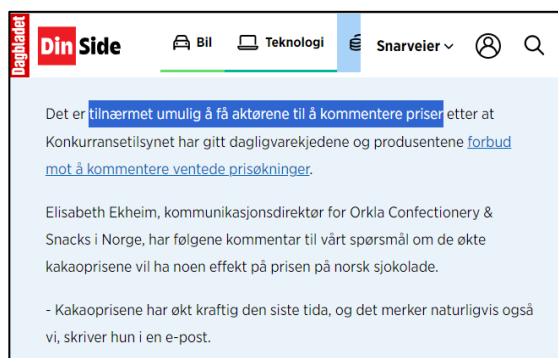 Dagbladet
Din Side
Bil
Teknologi
Snarveier
Det er tilnærmet umulig å få aktørene til å kommentere priser etter at
Konkurransetilsynet har gitt dagligvarekjedene og produsentene forbud
mot å kommentere ventede prisøkninger.
Elisabeth Ekheim, kommunikasjonsdirektør for Orkla Confectionery &
Snacks i Norge, har følgene kommentar til vårt spørsmål om de økte
kakaoprisene vil ha noen effekt på prisen på norsk sjokolade.
- Kakaoprisene har økt kraftig den siste tida, og det merker naturligvis også
vi, skriver hun i en e-post.